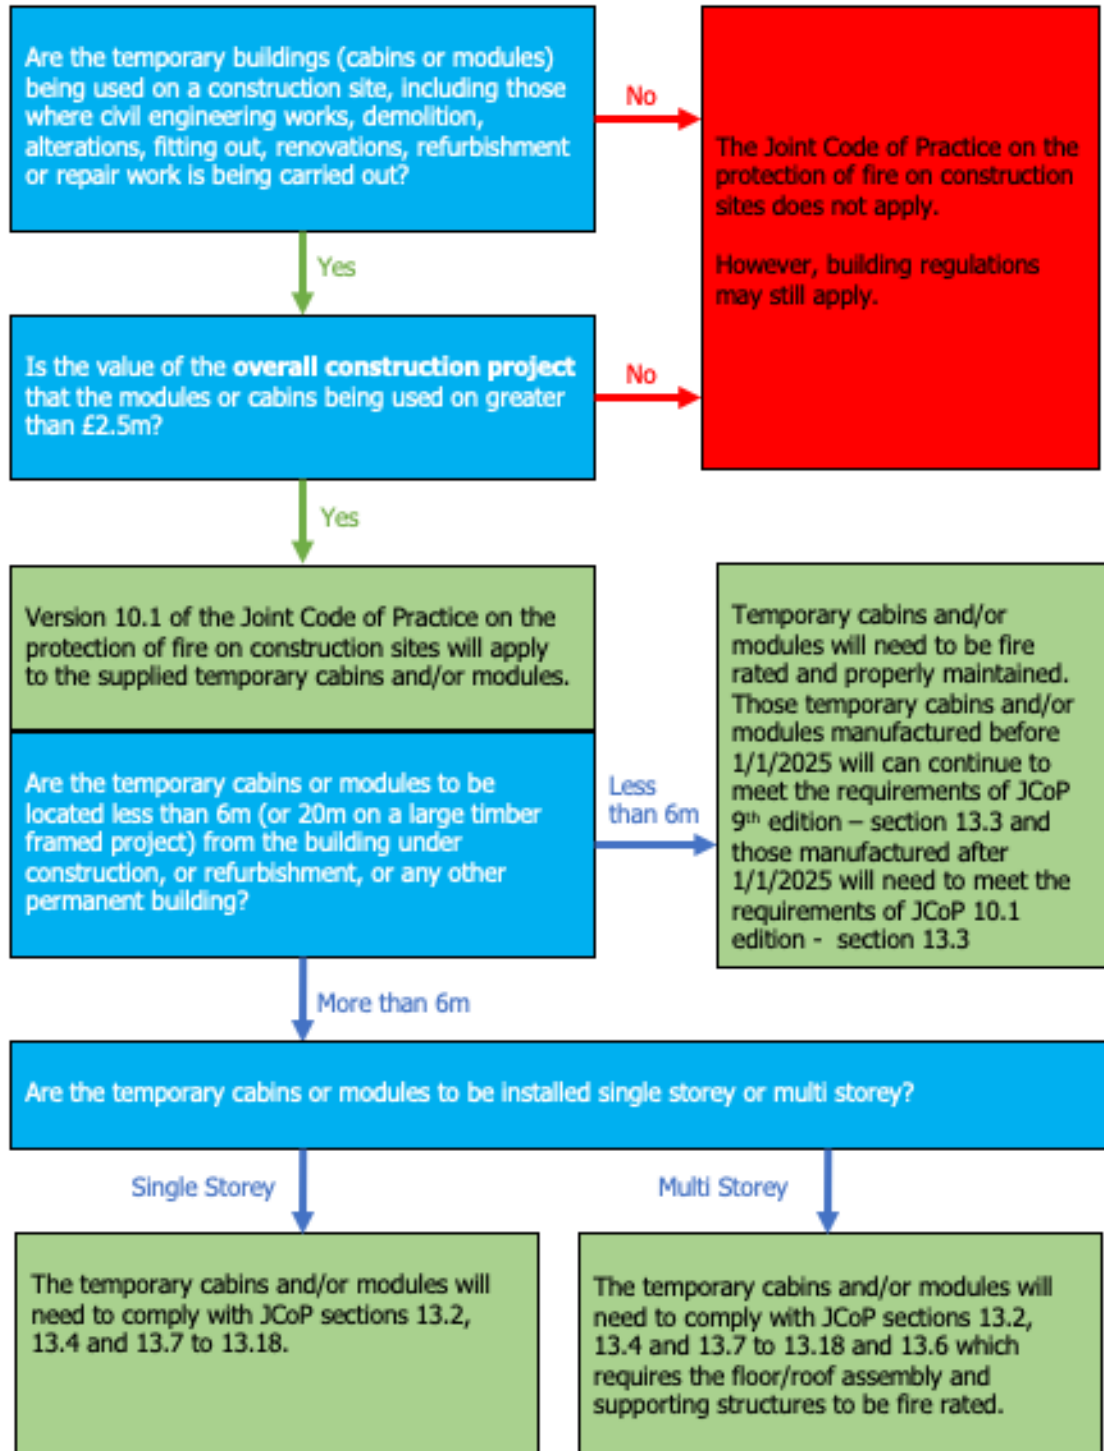 Are the temporary buildings (cabins or modules)
being used on a construction site, including those
where civil engineering works, demolition,
alterations, fitting out, renovations, refurbishment
or repair work is being carried out?
No
The Joint Code of Practice on the
protection of fire on construction
sites does not apply.
However, building regulations
may still apply.
Yes
Is the value of the overall construction project
that the modules or cabins being used on greater
than £2.5m?
No
Yes
Version 10.1 of the Joint Code of Practice on the
protection of fire on construction sites will apply
to the supplied temporary cabins and/or modules.
Are the temporary cabins or modules to be
located less than 6m (or 20m on a large timber
framed project) from the building under
construction, or refurbishment, or any other
permanent building?
Less
than 6m
Temporary cabins and/or
modules will need to be fire
rated and properly maintained.
Those temporary cabins and/or
modules manufactured before
1/1/2025 will can continue to
meet the requirements of JCoP
9th edition – section 13.3 and
those manufactured after
1/1/2025 will need to meet the
requirements of JCoP 10.1
edition - section 13.3
More than 6m
Are the temporary cabins or modules to be installed single storey or multi storey?
Single Storey
Multi Storey
The temporary cabins and/or modules will
need to comply with JCoP sections 13.2,
13.4 and 13.7 to 13.18.
The temporary cabins and/or modules will
need to comply with JCoP sections 13.2,
13.4 and 13.7 to 13.18 and 13.6 which
requires the floor/roof assembly and
supporting structures to be fire rated.